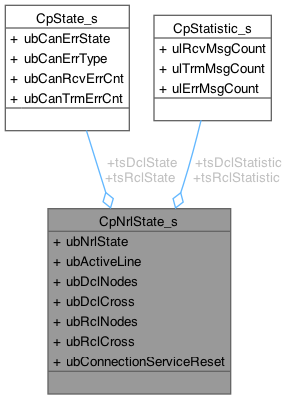 CpState_s
+ ubCanErrState
+ ubCanErrType
+ ubCanRcvErrCnt
+ ubCanTrmErrCnt
CpStatistic_s
+ ulRcvMsgCount
+ ulTrmMsgCount
+ ulErrMsgCount
+tsDclState
+tsRclState
+tsDclStatistic
+tsRclStatistic
CpNrlState_s
+ ubNrlState
+ ubActiveLine
+ ubDclNodes
+ ubDclCross
+ ubRclNodes
+ ubRclCross
+ ubConnectionServiceReset